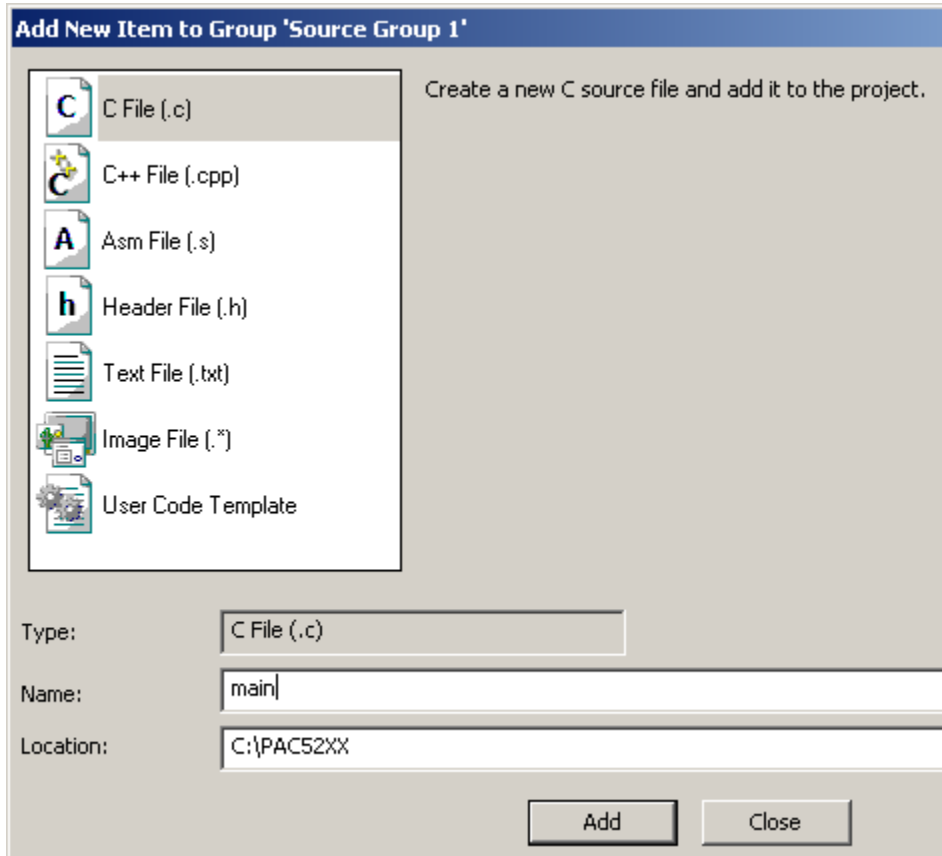 Add New Item to Group 'Source Group 1'
C
C File (.c)
Create a new C source file and add it to the project.
C
C++ File (.cpp)
A
Asm File (.s)
h
Header File (.h)
Text File (.txt)
Image File (.*)
User Code Template
Type:
C File (.c)
Name:
main
Location:
C:\PAC52XX
Add
Close